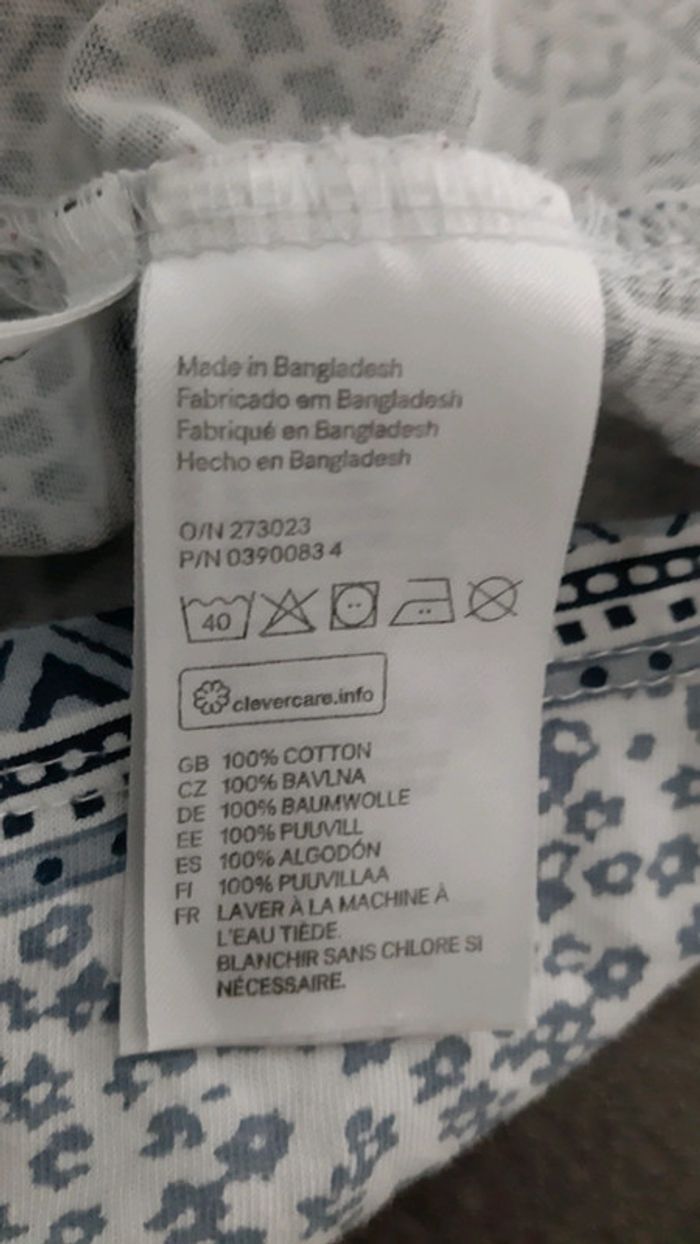 Made in Bangladesh
Fabricado em Bangladesh
Fabriqué en Bangladesh
Hecho en Bangladesh
O/N 273023
P/N 0390083 4
40
clevercare.info
GB 100% COTTON
CZ 100% BAVLNA
DE 100% BAUMWOLLE
EE 100% PUUVILL
ES 100% ALGODÓN
FI 100% PUUVILLAA
FR LAVER À LA MACHINE À
L'EAU TIÈDE.
BLANCHIR SANS CHLORE SI
NÉCESSAIRE.